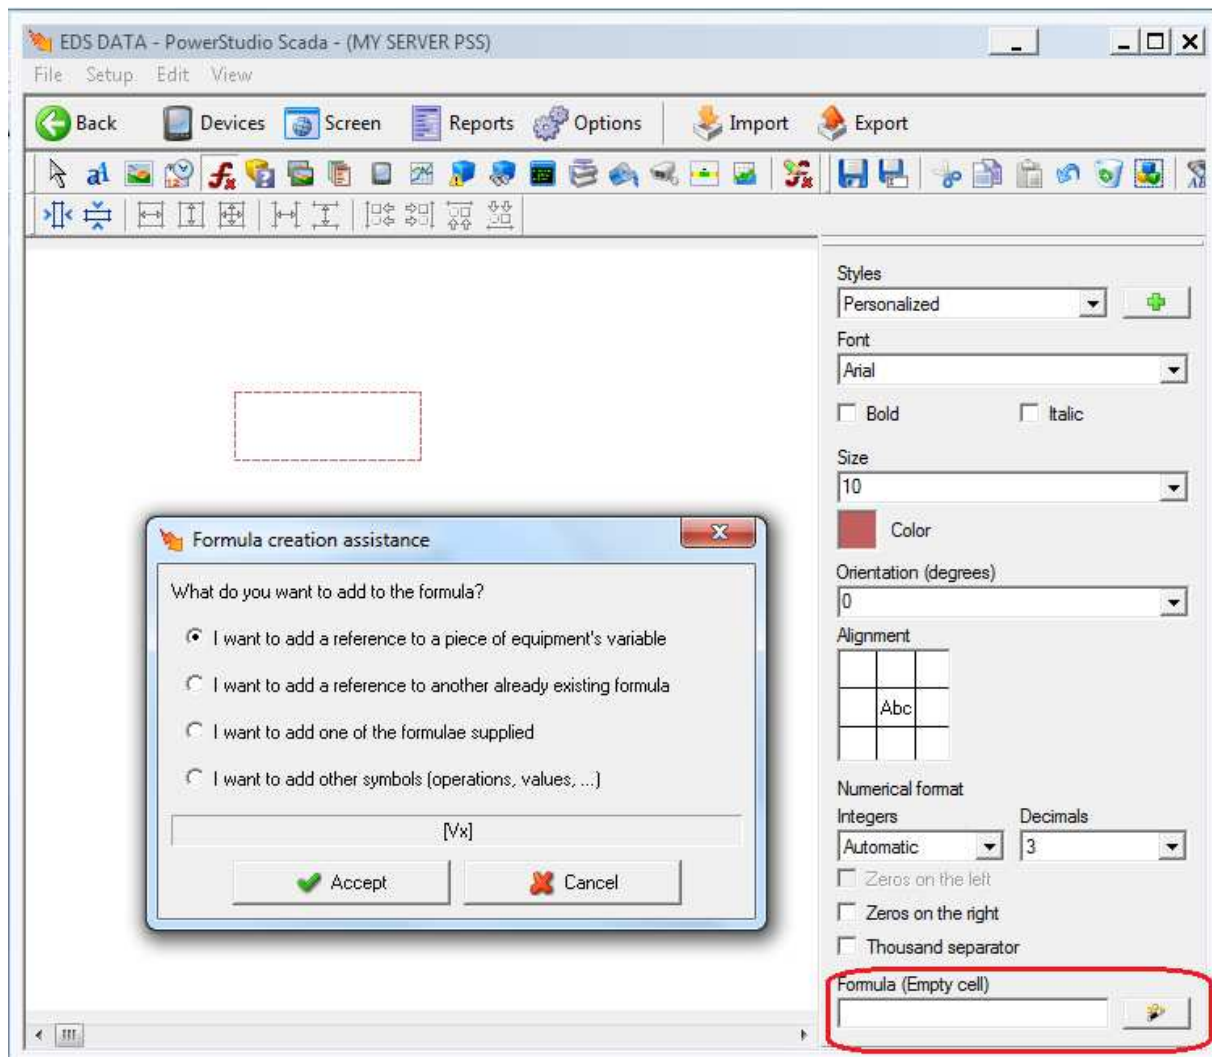 EDS DATA - PowerStudio Scada - (MY SERVER PSS)
File Setup Edit View
Back Devices Screen Reports Options Import Export
Styles
Personalized
Font
Arial
Bold Italic
Size
10
Color
Orientation (degrees)
0
Alignment
Abc
Numerical format
Integers Decimals
Automatic 3
Zeros on the left
Zeros on the right
Thousand separator
Formula (Empty cell)
Formula creation assistance
What do you want to add to the formula?
I want to add a reference to a piece of equipment's variable
I want to add a reference to another already existing formula
I want to add one of the formulae supplied
I want to add other symbols (operations, values, ...)
[Vx]
Accept Cancel